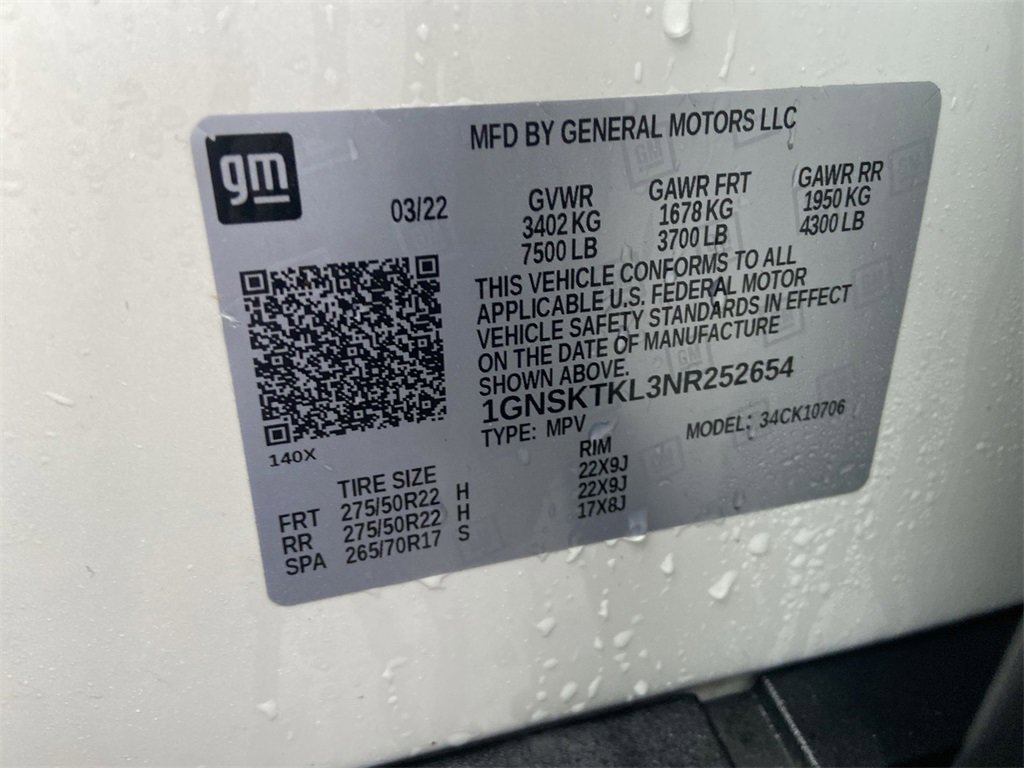 gm
MFD BY GENERAL MOTORS LLC
03/22
GVWR GAWR FRT GAWR RR
3402 KG 1678 KG 1950 KG
7500 LB 3700 LB 4300 LB
THIS VEHICLE CONFORMS TO ALL
APPLICABLE U.S. FEDERAL MOTOR
VEHICLE SAFETY STANDARDS IN EFFECT
ON THE DATE OF MANUFACTURE
SHOWN ABOVE.
1GNSKTKL3NR252654
TYPE: MPV MODEL: 34CK10706
140X
TIRE SIZE RIM
FRT 275/50R22 H 22X9J
RR 275/50R22 H 22X9J
SPA 265/70R17 S 17X8J